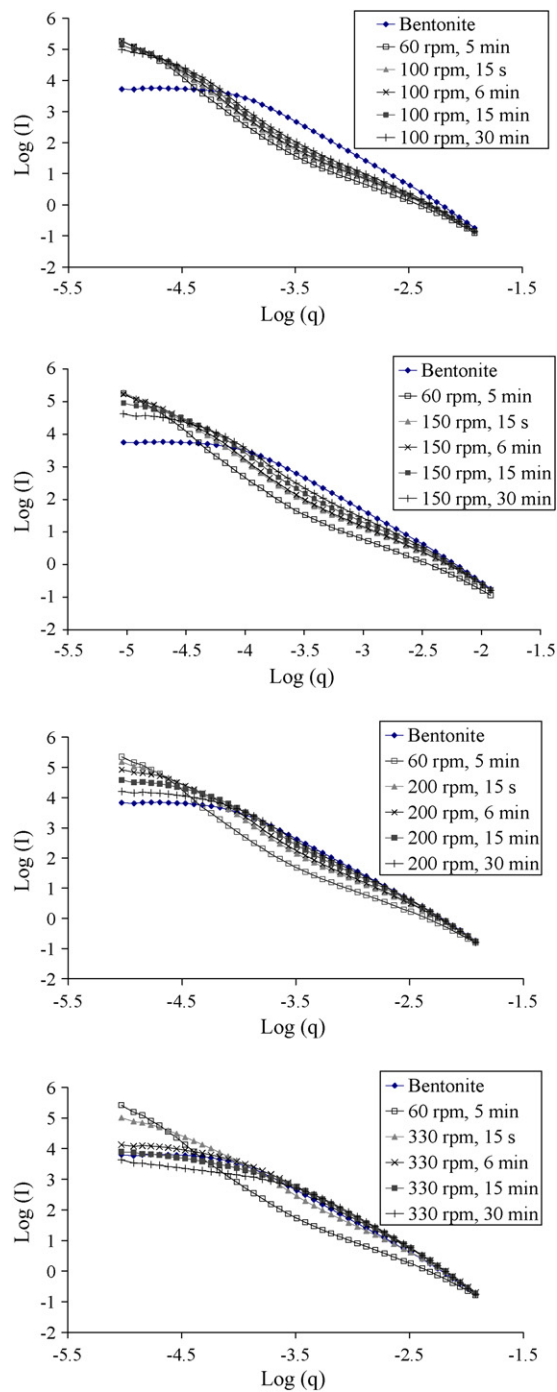 6
5
4
3
2
1
0
-1
-2
Log (I)
-5.5 -4.5 -3.5 -2.5 -1.5
Log (q)
Bentonite
60 rpm, 5 min
100 rpm, 15 s
100 rpm, 6 min
100 rpm, 15 min
100 rpm, 30 min
6
5
4
3
2
1
0
-1
-2
Log (I)
-5.5 -5 -4.5 -4 -3.5 -3 -2.5 -2 -1.5
Log (q)
Bentonite
60 rpm, 5 min
150 rpm, 15 s
150 rpm, 6 min
150 rpm, 15 min
150 rpm, 30 min
6
5
4
3
2
1
0
-1
-2
Log (I)
-5.5 -4.5 -3.5 -2.5 -1.5
Log (q)
Bentonite
60 rpm, 5 min
200 rpm, 15 s
200 rpm, 6 min
200 rpm, 15 min
200 rpm, 30 min
6
5
4
3
2
1
0
-1
-2
Log (I)
-5.5 -4.5 -3.5 -2.5 -1.5
Log (q)
Bentonite
60 rpm, 5 min
330 rpm, 15 s
330 rpm, 6 min
330 rpm, 15 min
330 rpm, 30 min